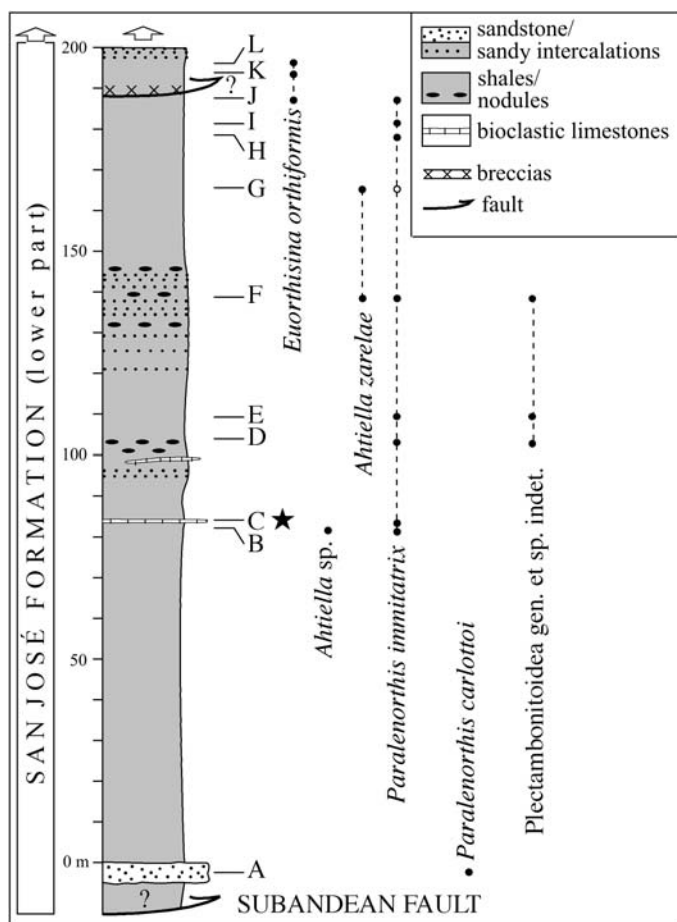 SAN JOSÉ FORMATION (lower part)
200
150
100
50
0 m
L
K
?
J
I
H
G
F
E
D
C
B
A
?
SUBANDEAN FAULT
Euorthisina orthiformis
Ahtiella zarelae
Ahtiella sp.
Paralenorthis immitatrix
Paralenorthis carlottoi
Plectambonitoidea gen. et sp. indet.
sandstone/
sandy intercalations
shales/
nodules
bioclastic limestones
breccias
fault